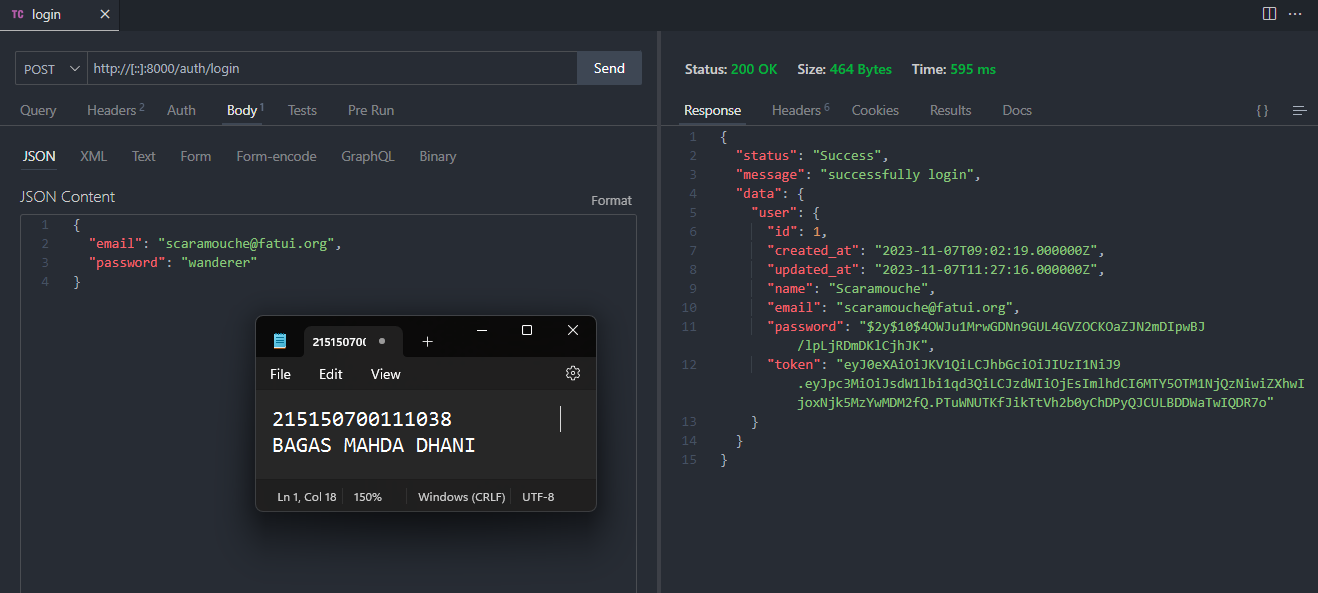 TC login
POST http://[::]:8000/auth/login Send
Query Headers 2 Auth Body 1 Tests Pre Run
JSON XML Text Form Form-encode GraphQL Binary
JSON Content
Format
1 {
2 "email": "scaramouche@fatui.org",
3 "password": "wanderer"
4 }
215150700
File Edit View
215150700111038
BAGAS MAHDA DHANI
Ln 1, Col 18 150% Windows (CRLF) UTF-8
Status: 200 OK Size: 464 Bytes Time: 595 ms
Response Headers 6 Cookies Results Docs { }
1 {
2 "status": "Success",
3 "message": "successfully login",
4 "data": {
5 "user": {
6 "id": 1,
7 "created_at": "2023-11-07T09:02:19.000000Z",
8 "updated_at": "2023-11-07T11:27:16.000000Z",
9 "name": "Scaramouche",
10 "email": "scaramouche@fatui.org",
11 "password": "$2y$10$4OWJu1MrwGDNn9GUL4GVZOCKOaZJN2mDIpwBJ
/lpLjRDmDKlCjhJK",
12 "token": "eyJ0eXAiOiJKV1QiLCJhbGciOiJIUzI1NiJ9
.eyJpc3MiOiJsdW1lbi1qd3QiLCJzdWIiOjEsImlhdCI6MTY5OTM1NjQzNiwiZXhwI
joxNjk5MzYwMDM2fQ.PTuWNUTKfJikTtVh2b0yChDPyQJCULBDDWaTwIQDR7o"
13 }
14 }
15 }